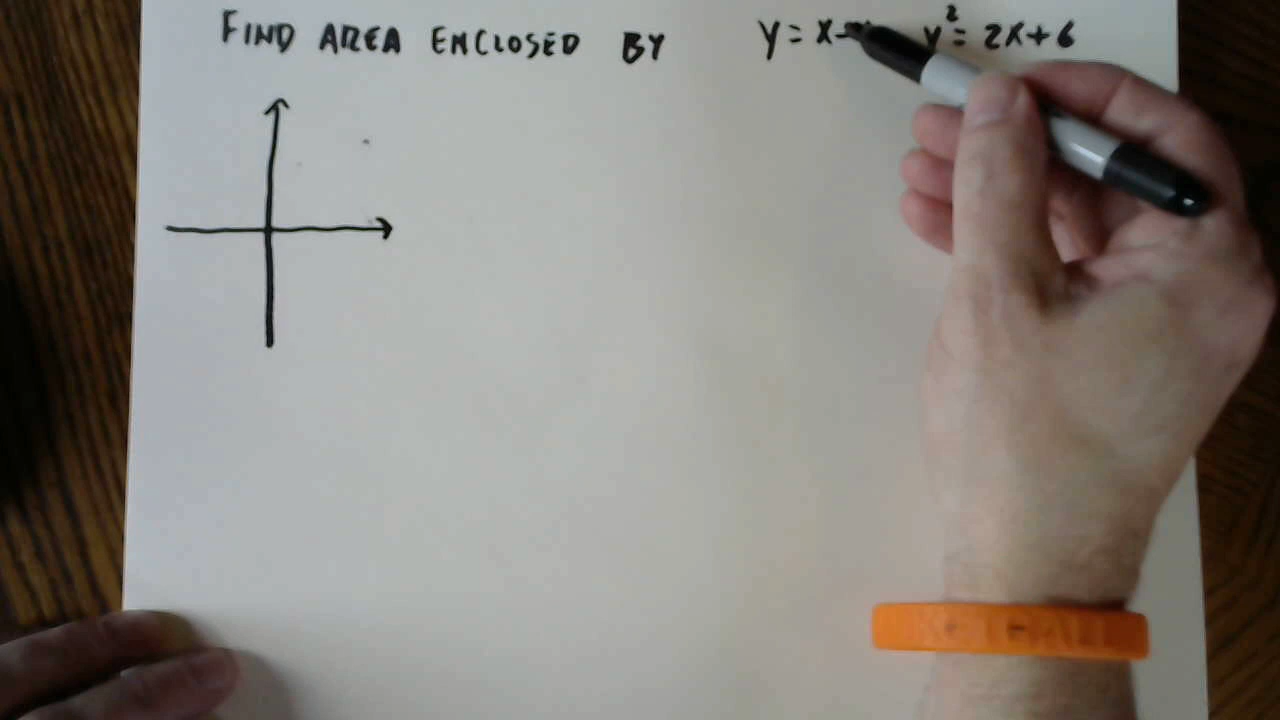 FIND AREA ENCLOSED BY y = x- y² = 2x+6